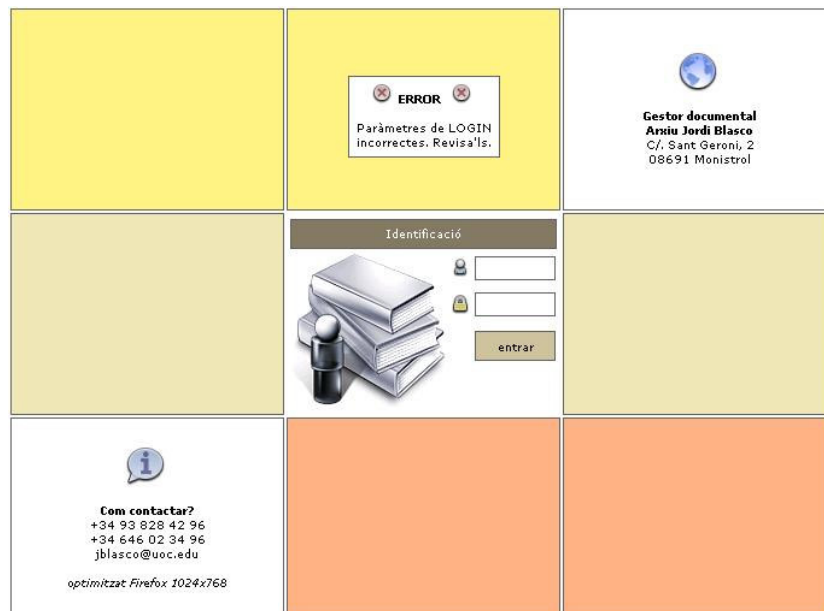 ERROR
Paràmetres de LOGIN
incorrectes. Revisa'ls.
Gestor documental
Arxiu Jordi Blasco
C/. Sant Geroni, 2
08691 Monistrol
Identificació
entrar
Com contactar?
+34 93 828 42 96
+34 646 02 34 96
jblasco@uoc.edu
optimitzat Firefox 1024x768